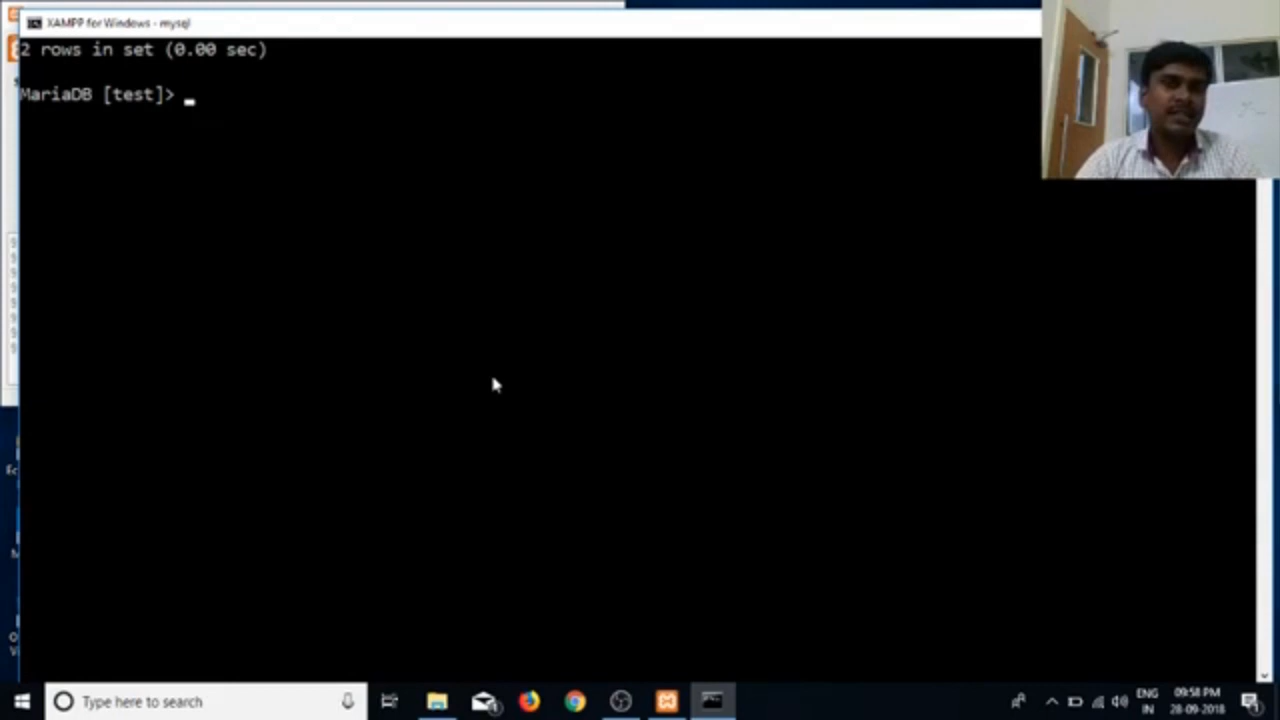 XAMPP for Windows - mysql
2 rows in set (0.00 sec)
MariaDB [test]>
Type here to search
ENG
IN
09:58 PM
28-09-2018